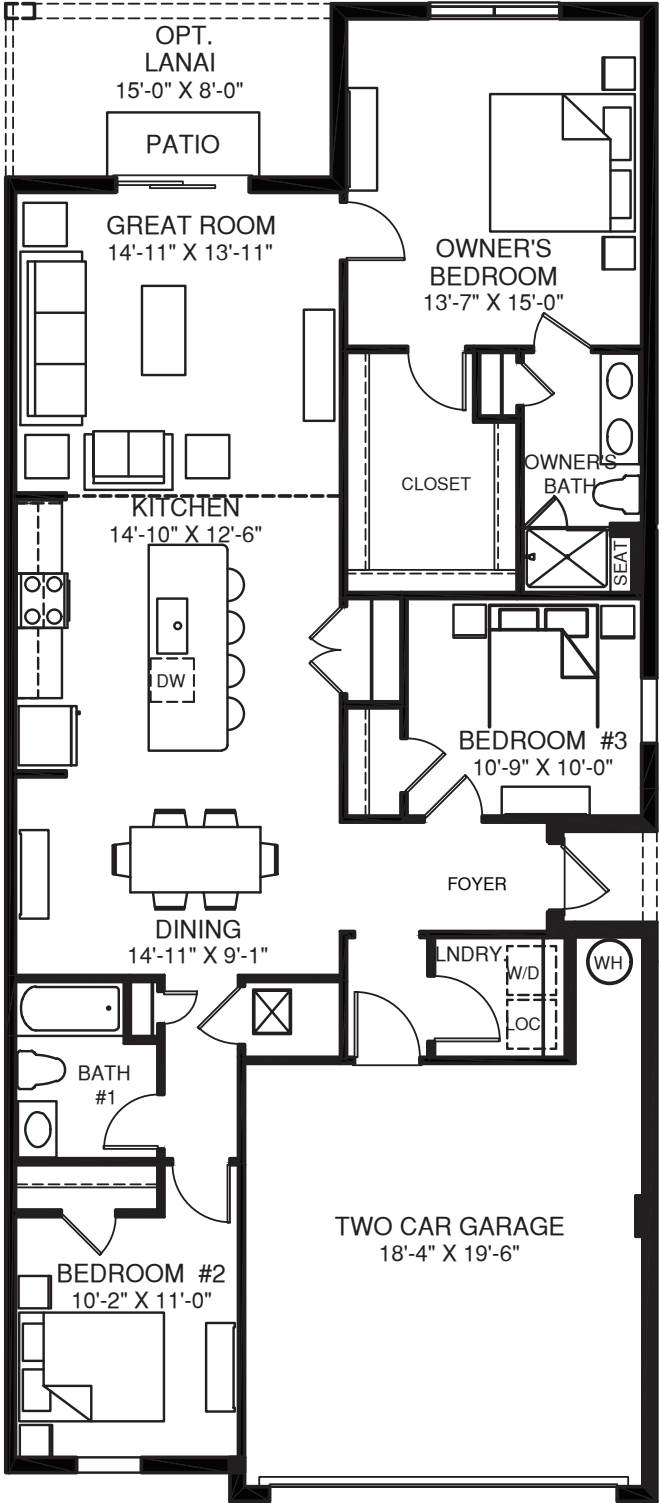 OPT.
LANAI
15'-0" X 8'-0"
PATIO
GREAT ROOM
14'-11" X 13'-11"
OWNER'S
BEDROOM
13'-7" X 15'-0"
CLOSET
OWNER'S
BATH
SEAT
KITCHEN
14'-10" X 12'-6"
DW
BEDROOM #3
10'-9" X 10'-0"
FOYER
DINING
14'-11" X 9'-1"
LNDRY.
W/D
LOC
WH
BATH
#1
TWO CAR GARAGE
18'-4" X 19'-6"
BEDROOM #2
10'-2" X 11'-0"